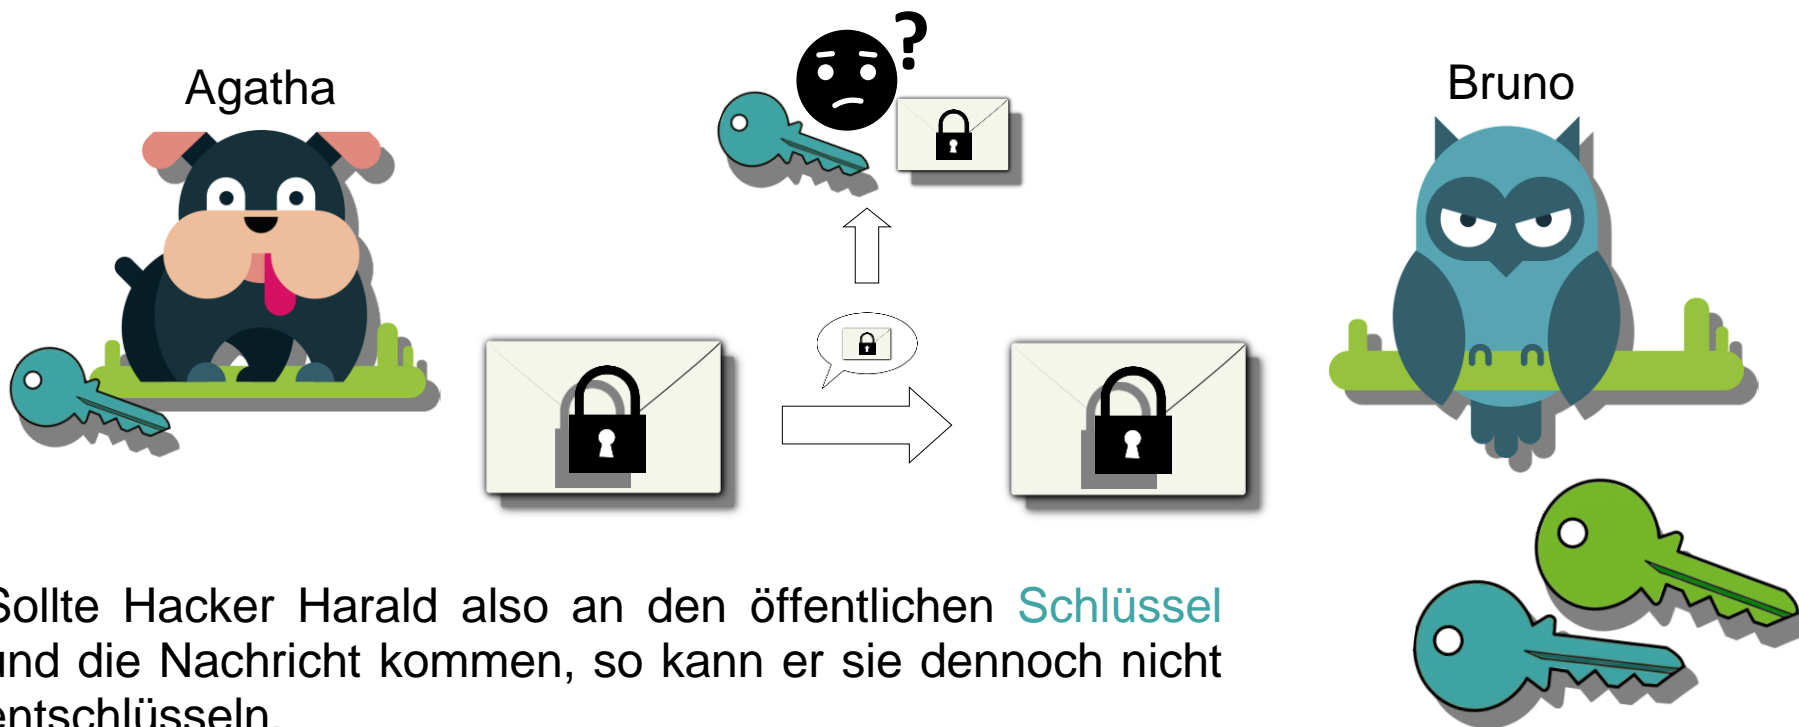 Agatha
?
Bruno
Sollte Hacker Harald also an den öffentlichen Schlüssel
und die Nachricht kommen, so kann er sie dennoch nicht
entschlüsseln.